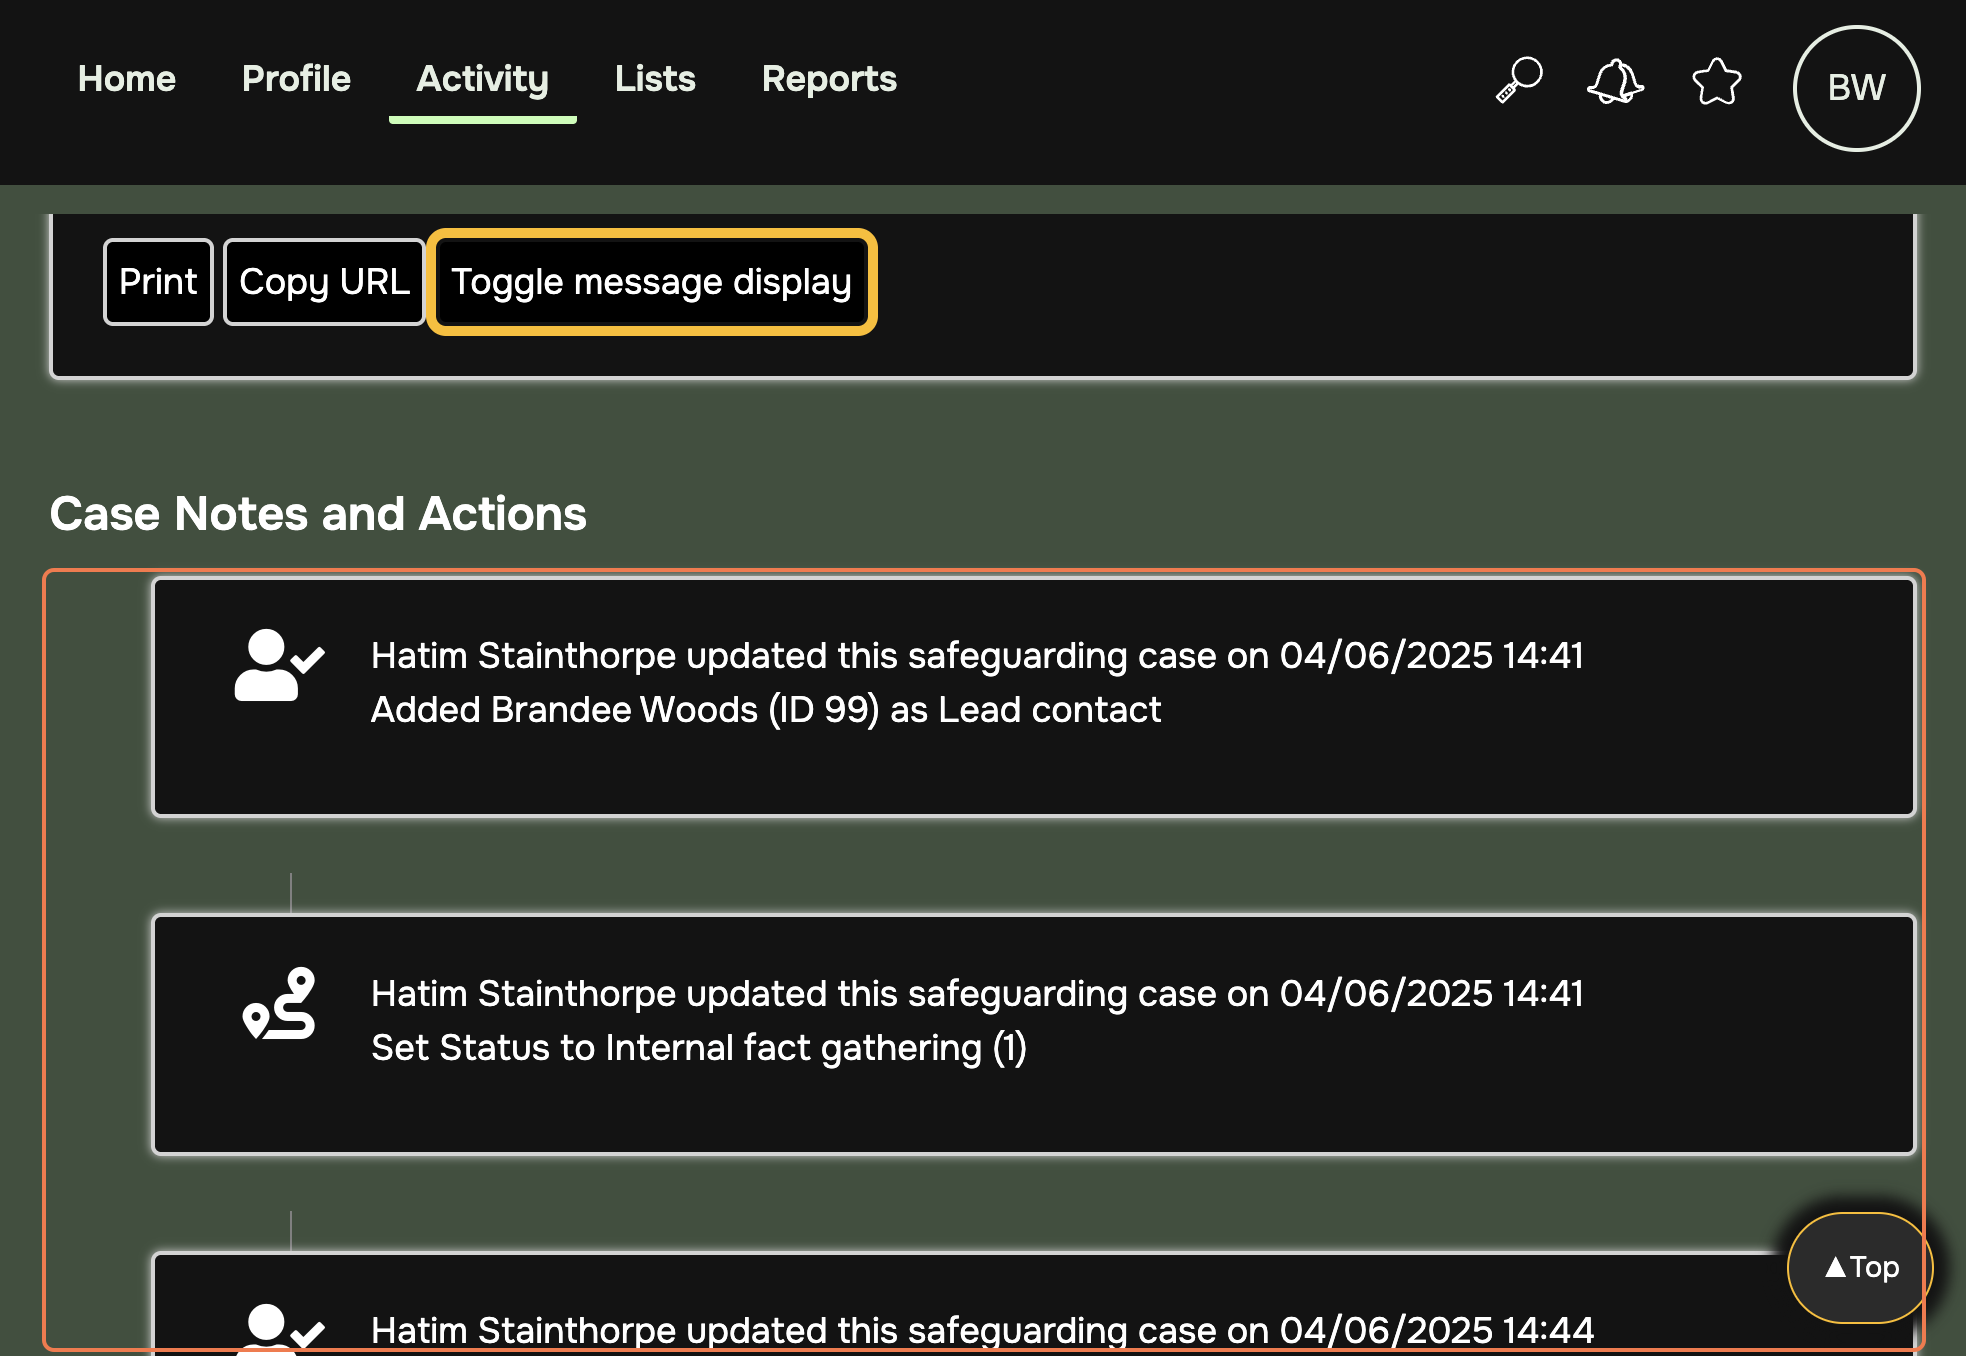 Home Profile Activity Lists Reports BW
Print Copy URL Toggle message display
Case Notes and Actions
Hatim Stainthorpe updated this safeguarding case on 04/06/2025 14:41
Added Brandee Woods (ID 99) as Lead contact
Hatim Stainthorpe updated this safeguarding case on 04/06/2025 14:41
Set Status to Internal fact gathering (1)
▲Top
Hatim Stainthorpe updated this safeguarding case on 04/06/2025 14:44